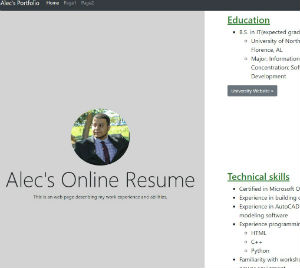 Alec's Portfolio Home Page1 Page2
Education
B.S. in IT(expected grad
University of North
Florence, AL
Major: Information
Concentration: Sof
Development
University Website »
Alec's Online Resume
This is an web page describing my work experience and abilities.
Technical skills
Certified in Microsoft O
Experience in building
Experience in AutoCAD
modeling software
Experience programmi
HTML
C++
Python
Familiarity with worksh